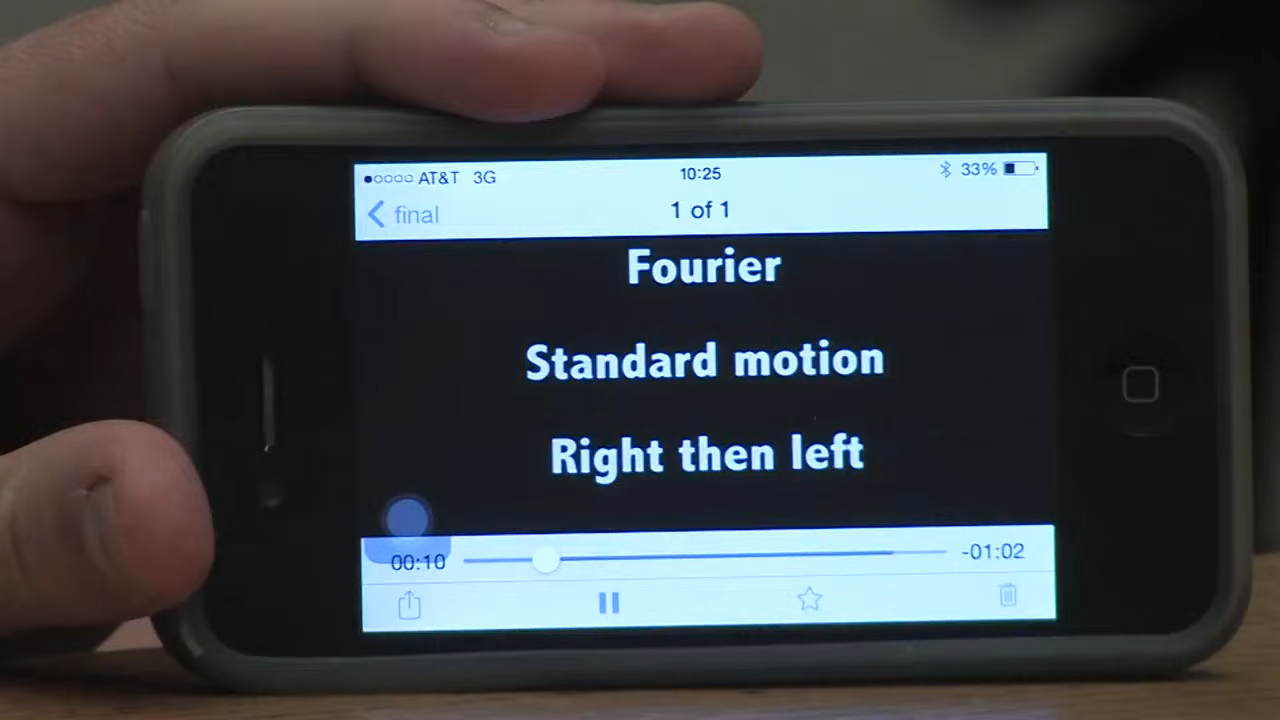 AT&T 3G 10:25 33%
final 1 of 1
Fourier
Standard motion
Right then left
00:10 -01:02